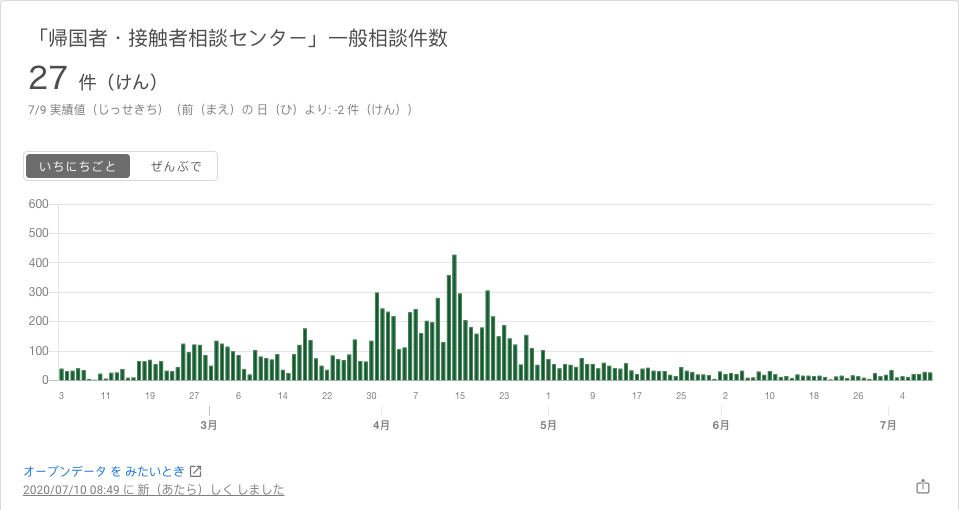 「帰国者・接触者相談センター」一般相談件数
27 件（けん）
7/9 実績値（じっせきち）（前（まえ）の 日（ひ）より: -2 件（けん））
いちにちごと ぜんぶで
600
500
400
300
200
100
0
3 11 19 27 6 14 22 30 7 15 23 1 9 17 25 2 10 18 26 4
3月 4月 5月 6月 7月
オープンデータ を みたいとき
2020/07/10 08:49 に 新（あたら）しく しました